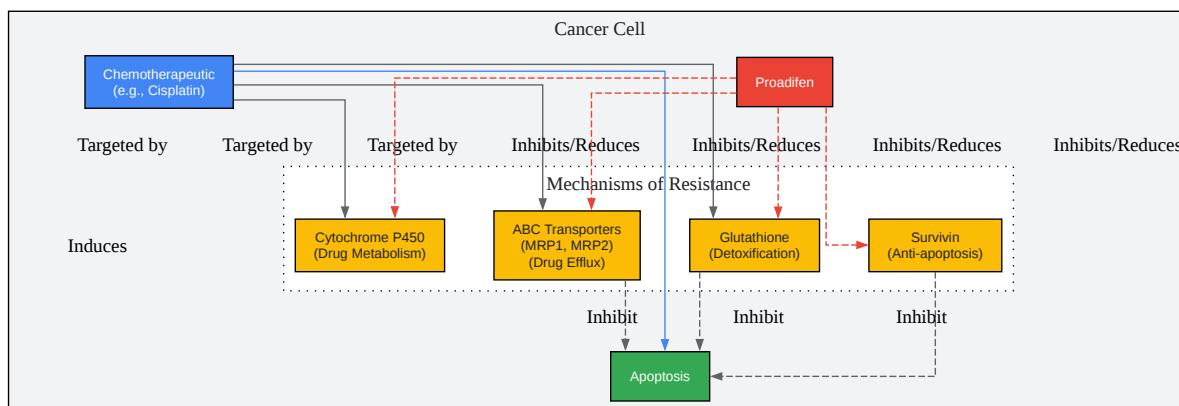 Cancer Cell
Chemotherapeutic
(e.g., Cisplatin)
Proadifen
Targeted by
Targeted by
Targeted by
Inhibits/Reduces
Inhibits/Reduces
Inhibits/Reduces
Inhibits/Reduces
Mechanisms of Resistance
Induces
Cytochrome P450
(Drug Metabolism)
ABC Transporters
(MRP1, MRP2)
(Drug Efflux)
Glutathione
(Detoxification)
Survivin
(Anti-apoptosis)
Inhibit
Inhibit
Inhibit
Apoptosis